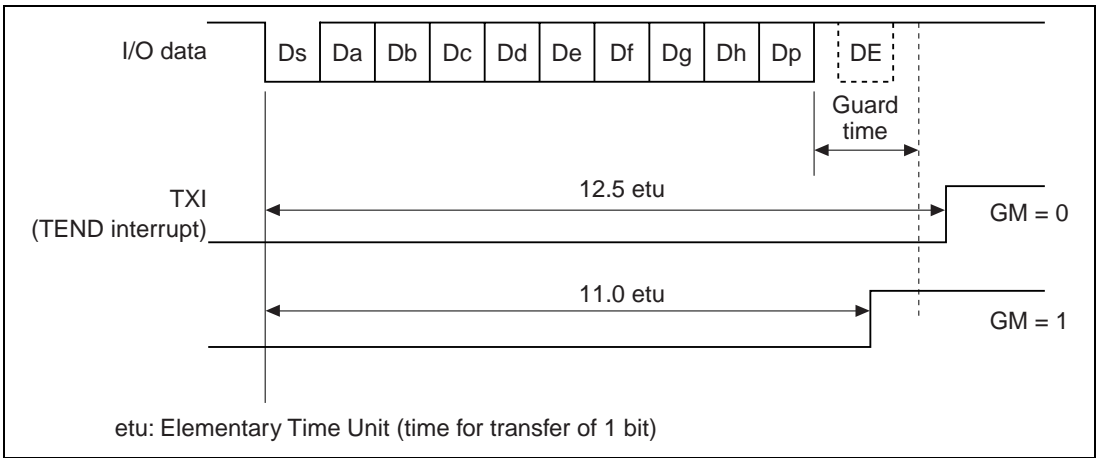 I/O data
Ds Da Db Dc Dd De Df Dg Dh Dp DE
Guard
time
TXI
(TEND interrupt)
12.5 etu
GM = 0
11.0 etu
GM = 1
etu: Elementary Time Unit (time for transfer of 1 bit)